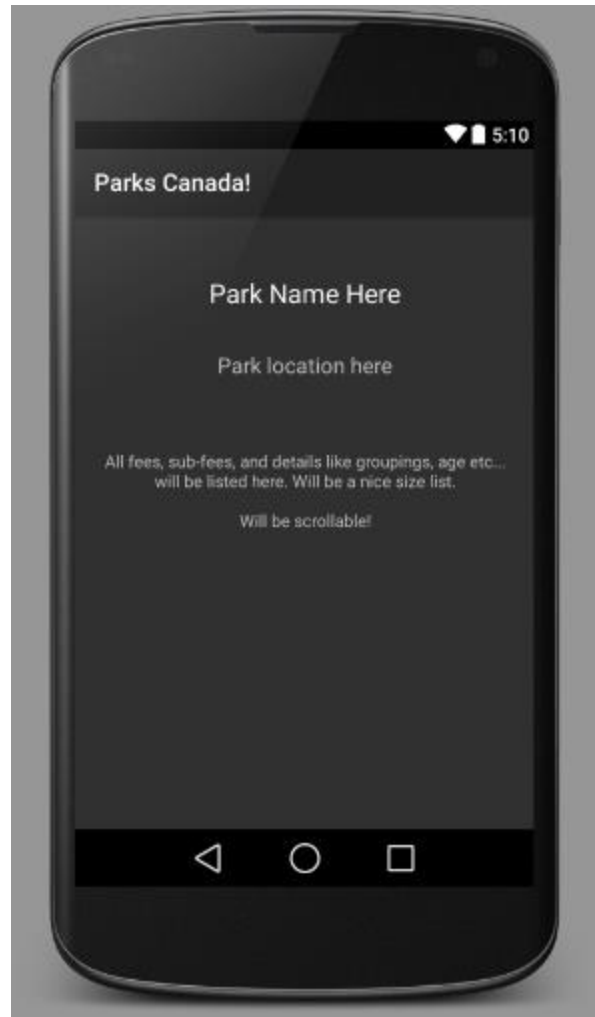 5:10
Parks Canada!
Park Name Here
Park location here
All fees, sub-fees, and details like groupings, age etc...
will be listed here. Will be a nice size list.
Will be scrollable!